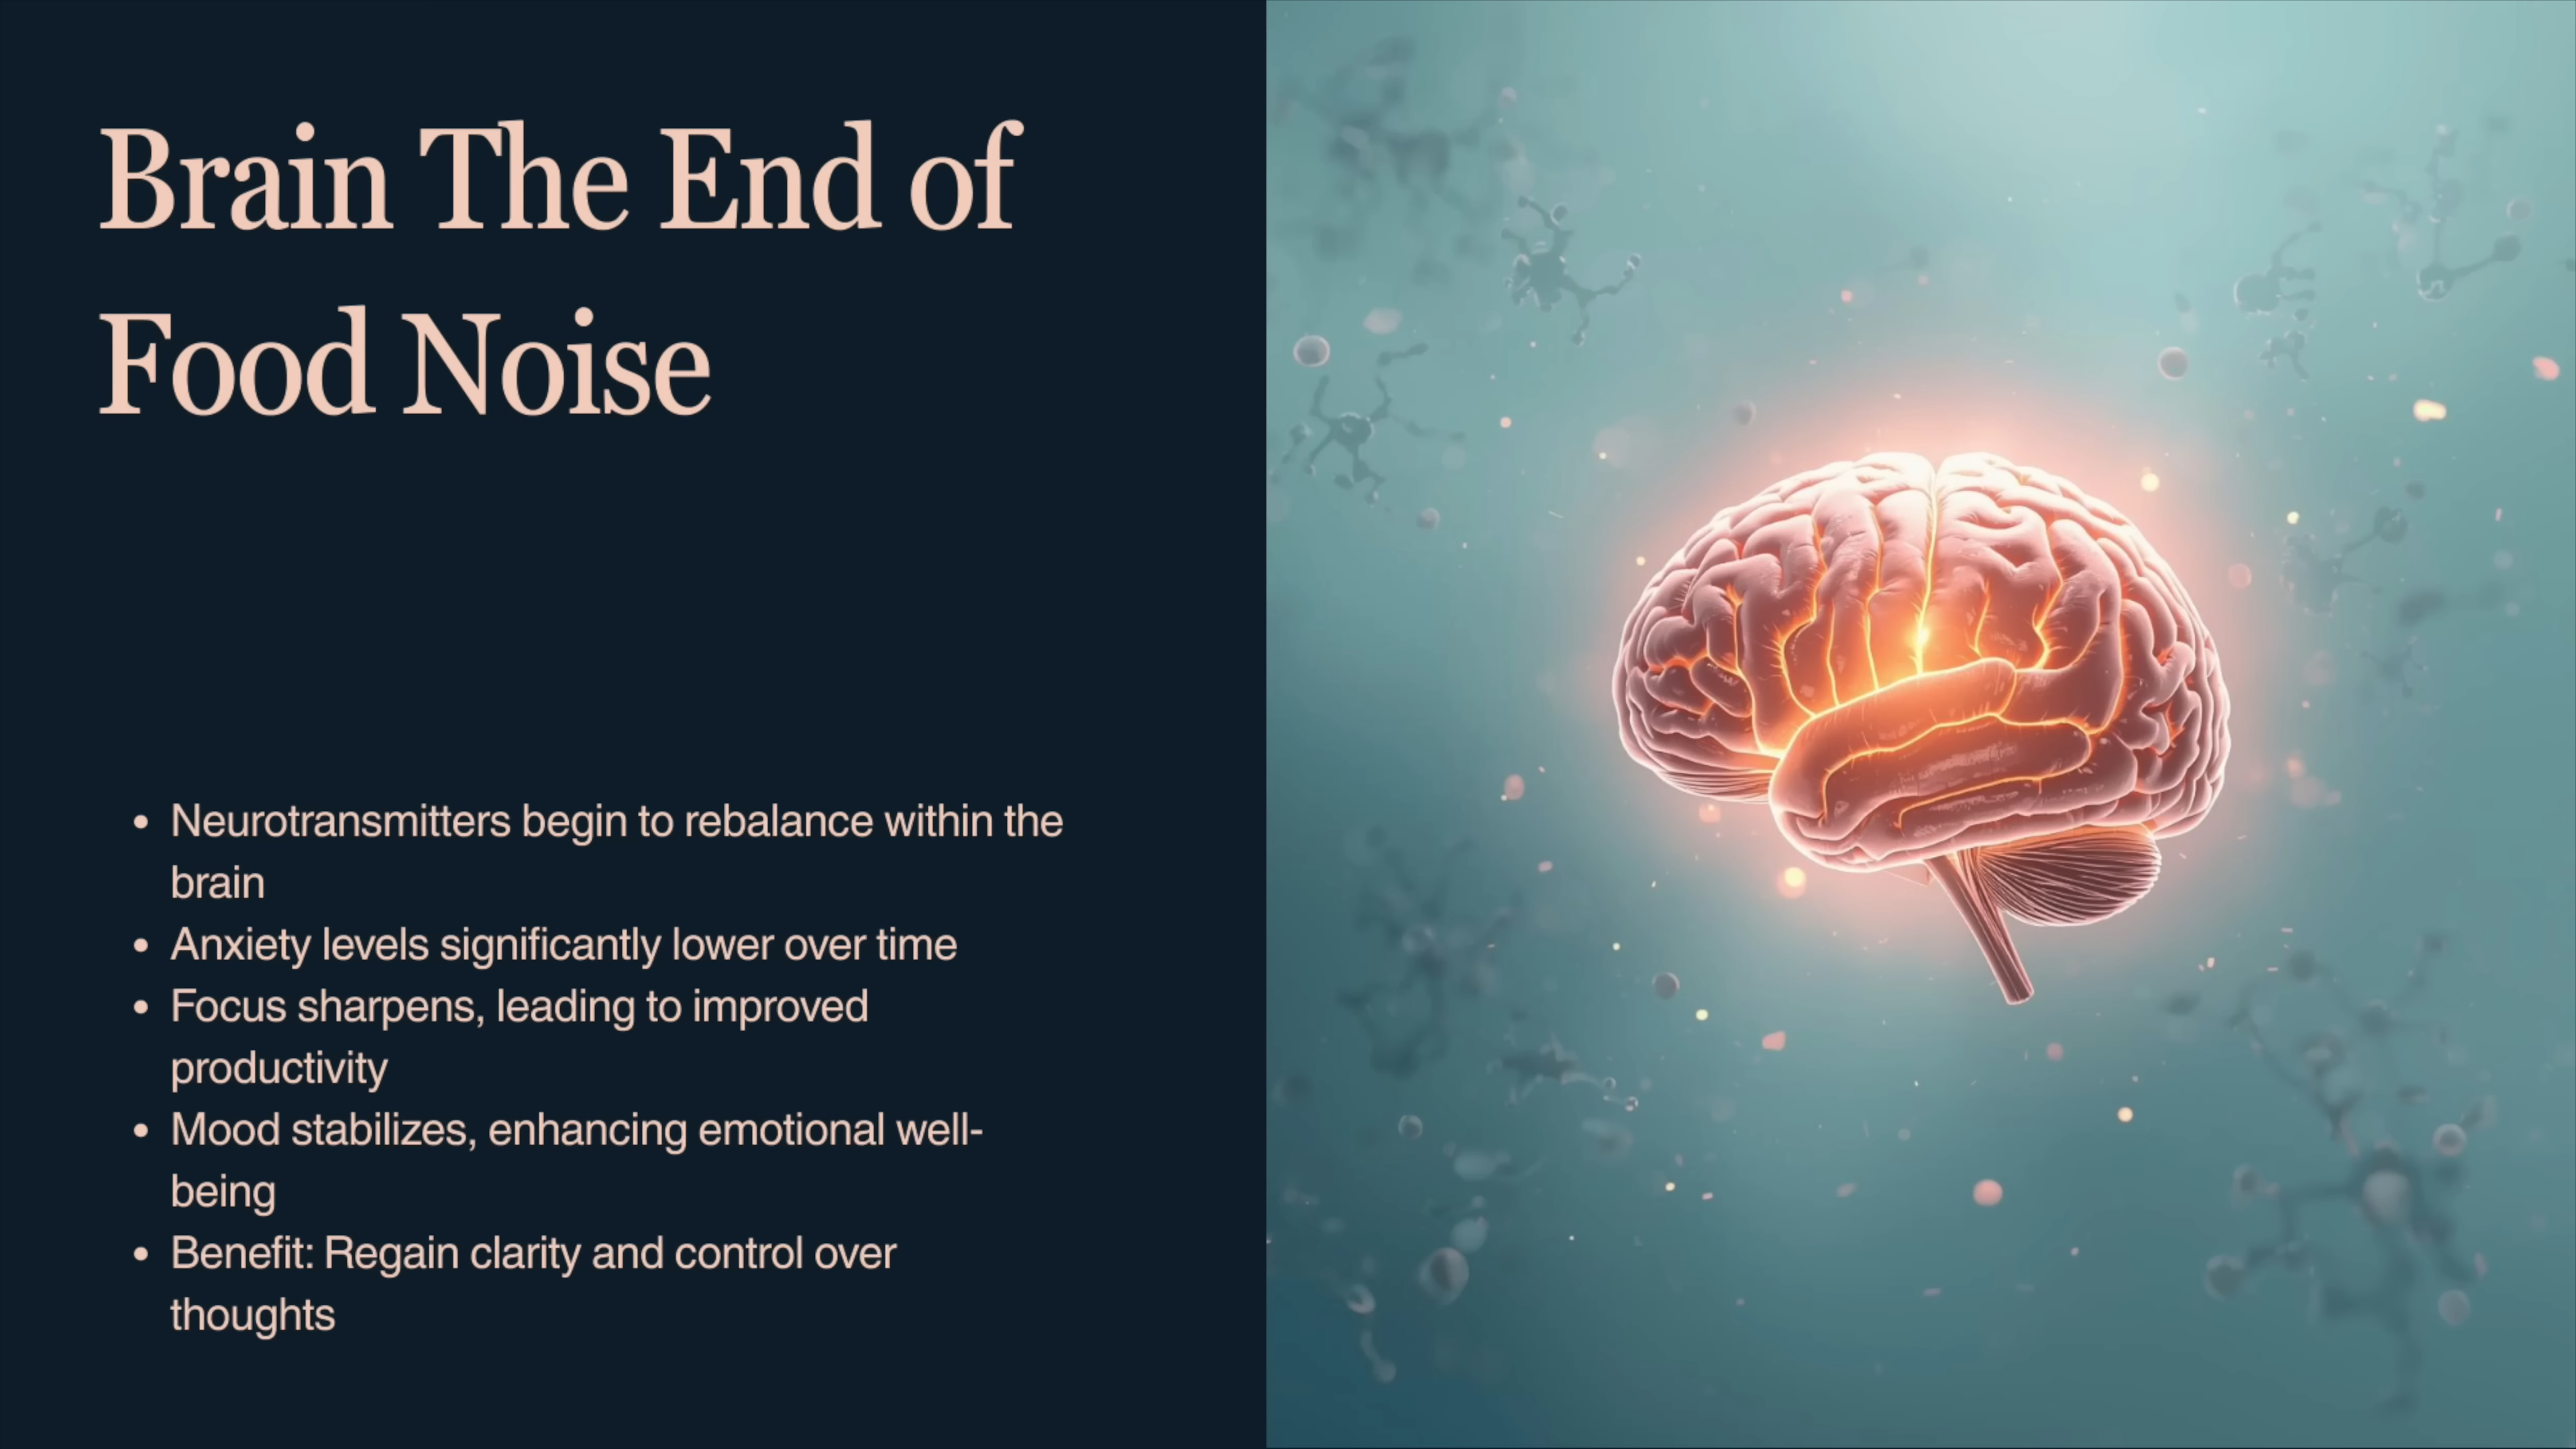 Brain The End of
Food Noise
• Neurotransmitters begin to rebalance within the
brain
• Anxiety levels significantly lower over time
• Focus sharpens, leading to improved
productivity
• Mood stabilizes, enhancing emotional well-
being
• Benefit: Regain clarity and control over
thoughts